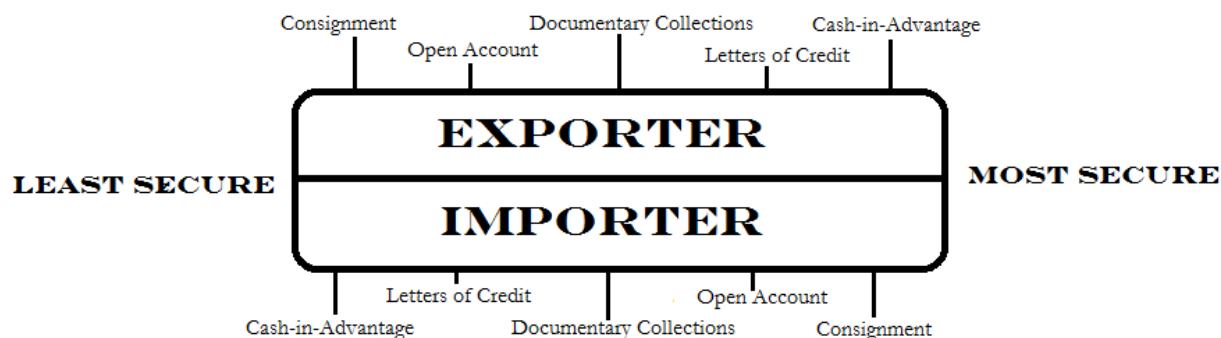 Consignment
Documentary Collections
Cash-in-Advantage
Open Account
Letters of Credit
EXPORTER
LEAST SECURE
MOST SECURE
IMPORTER
Letters of Credit
Open Account
Cash-in-Advantage
Documentary Collections
Consignment